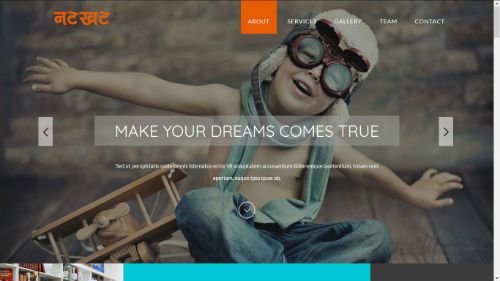 नटखट
ABOUT SERVICES GALLERY TEAM CONTACT
MAKE YOUR DREAMS COMES TRUE
Sed ut perspiciatis unde omnis iste natus error sit voluptatem accusantium doloremque laudantium, totam rem
aperiam, eaque ipsa quae ab.